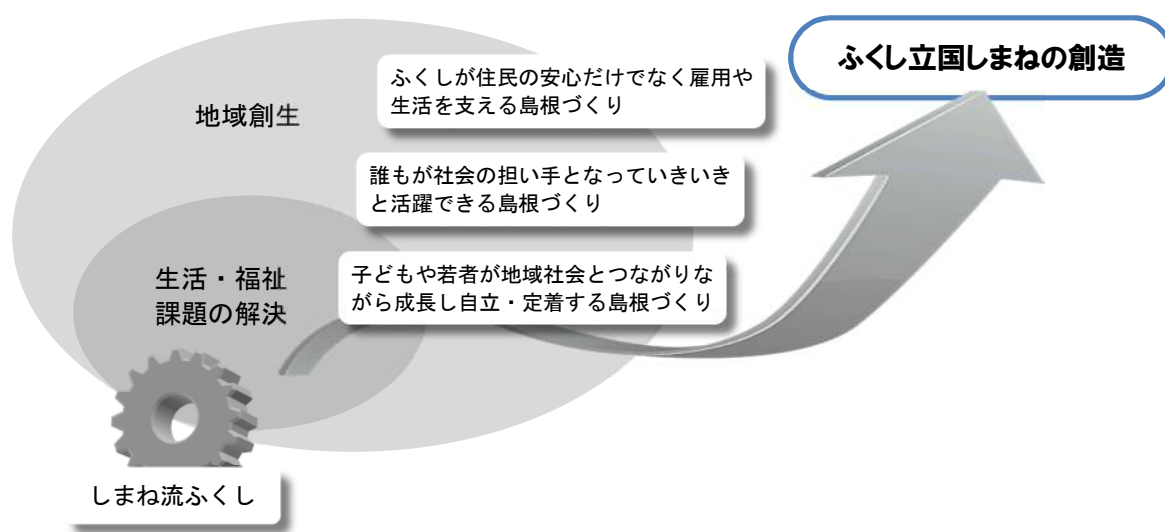 ふくし立国しまねの創造
ふくしが住民の安心だけでなく雇用や
生活を支える島根づくり
地域創生
誰もが社会の担い手となっていきいき
と活躍できる島根づくり
子どもや若者が地域社会とつながりな
がら成長し自立・定着する島根づくり
生活・福祉
課題の解決
しまね流ふくし